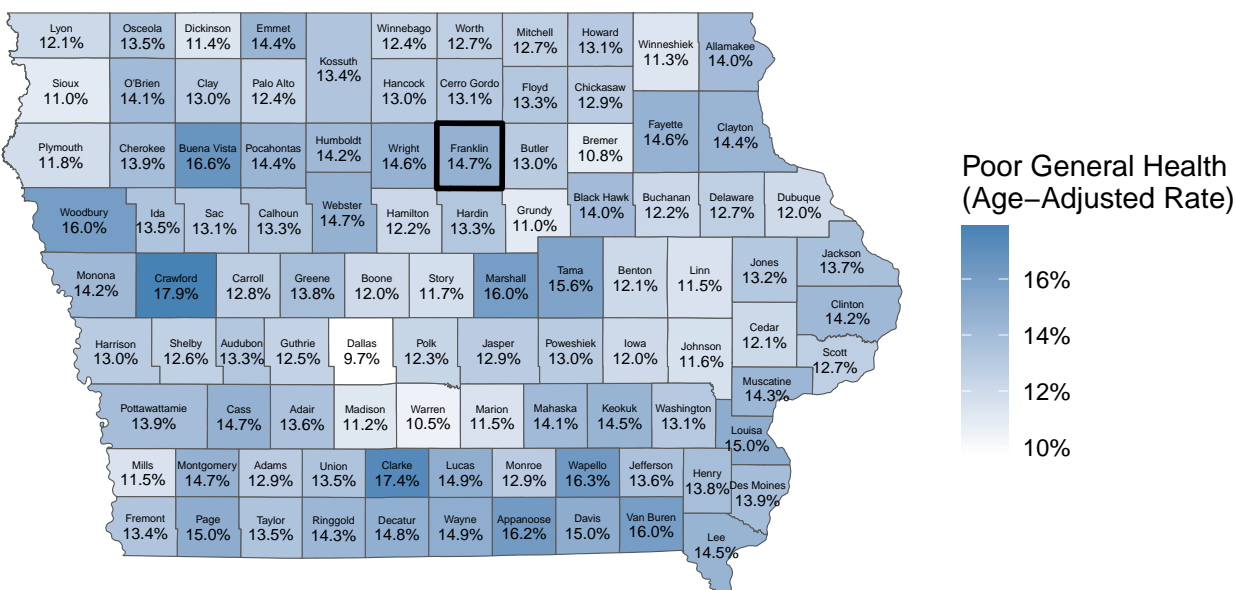 Lyon
12.1%
Osceola
13.5%
Dickinson
11.4%
Emmet
14.4%
Kossuth
13.4%
Winnebago
12.4%
Worth
12.7%
Mitchell
12.7%
Howard
13.1%
Winneshiek
11.3%
Allamakee
14.0%
Sioux
11.0%
O'Brien
14.1%
Clay
13.0%
Palo Alto
12.4%
Hancock
13.0%
Cerro Gordo
13.1%
Floyd
13.3%
Chickasaw
12.9%
Fayette
14.6%
Clayton
14.4%
Plymouth
11.8%
Cherokee
13.9%
Buena Vista
16.6%
Pocahontas
14.4%
Humboldt
14.2%
Wright
14.6%
Franklin
14.7%
Butler
13.0%
Bremer
10.8%
Woodbury
16.0%
Ida
13.5%
Sac
13.1%
Calhoun
13.3%
Webster
14.7%
Hamilton
12.2%
Hardin
13.3%
Grundy
11.0%
Black Hawk
14.0%
Buchanan
12.2%
Delaware
12.7%
Dubuque
12.0%
Monona
14.2%
Crawford
17.9%
Carroll
12.8%
Greene
13.8%
Boone
12.0%
Story
11.7%
Marshall
16.0%
Tama
15.6%
Benton
12.1%
Linn
11.5%
Jones
13.2%
Jackson
13.7%
Clinton
14.2%
Harrison
13.0%
Shelby
12.6%
Audubon
13.3%
Guthrie
12.5%
Dallas
9.7%
Polk
12.3%
Jasper
12.9%
Poweshiek
13.0%
Iowa
12.0%
Johnson
11.6%
Cedar
12.1%
Scott
12.7%
Muscatine
14.3%
Pottawattamie
13.9%
Cass
14.7%
Adair
13.6%
Madison
11.2%
Warren
10.5%
Marion
11.5%
Mahaska
14.1%
Keokuk
14.5%
Washington
13.1%
Louisa
15.0%
Mills
11.5%
Montgomery
14.7%
Adams
12.9%
Union
13.5%
Clarke
17.4%
Lucas
14.9%
Monroe
12.9%
Wapello
16.3%
Jefferson
13.6%
Henry
13.8%
Des Moines
13.9%
Fremont
13.4%
Page
15.0%
Taylor
13.5%
Ringgold
14.3%
Decatur
14.8%
Wayne
14.9%
Appanoose
16.2%
Davis
15.0%
Van Buren
16.0%
Lee
14.5%
Poor General Health
(Age−Adjusted Rate)
16%
14%
12%
10%